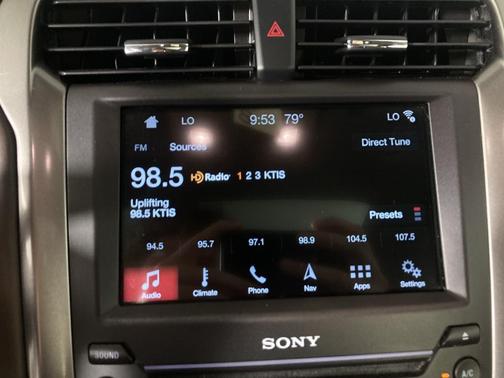 LO 9:53 79° LO
FM Sources Direct Tune
98.5 HD Radio 1 2 3 KTIS
Uplifting
98.5 KTIS
Presets
94.5 95.7 97.1 98.9 104.5 107.5
Audio Climate Phone Nav Apps Settings
SONY
SOUND
A/C